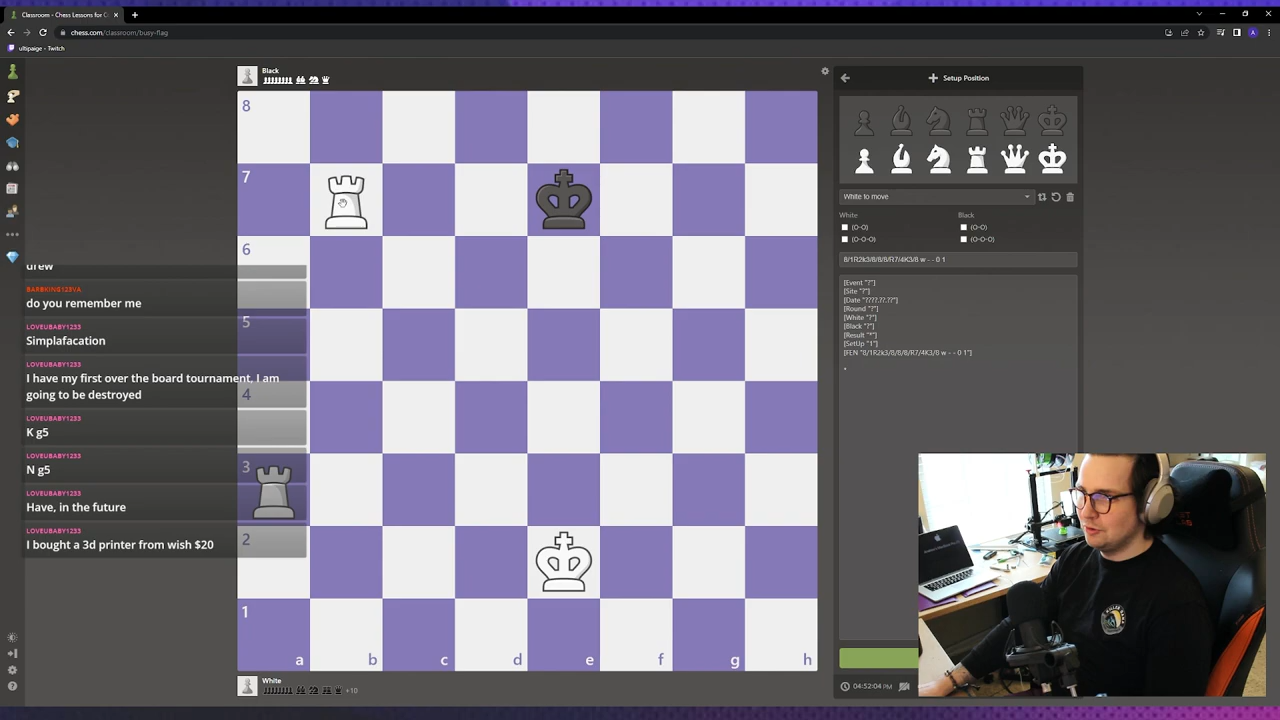 Classroom - Chess Lessons for C
chess.com/classroom/busy-flag
ultipaige - Twitch
Black
8
7
6
5
4
3
2
1
a b c d e f g h
White
+10
drew
BARBKING123VA
do you remember me
LOVEUBABY1233
Simplafacation
LOVEUBABY1233
I have my first over the board tournament, I am
going to be destroyed
LOVEUBABY1233
K g5
LOVEUBABY1233
N g5
LOVEUBABY1233
Have, in the future
LOVEUBABY1233
I bought a 3d printer from wish $20
Setup Position
White to move
White Black
(O-O) (O-O)
(O-O-O) (O-O-O)
8/1R2k3/8/8/8/R7/4K3/8 w - - 0 1
[Event "?"]
[Site "?"]
[Date "????.??.??"]
[Round "?"]
[White "?"]
[Black "?"]
[Result "*"]
[SetUp "1"]
[FEN "8/1R2k3/8/8/8/R7/4K3/8 w - - 0 1"]
*
04:52:04 PM